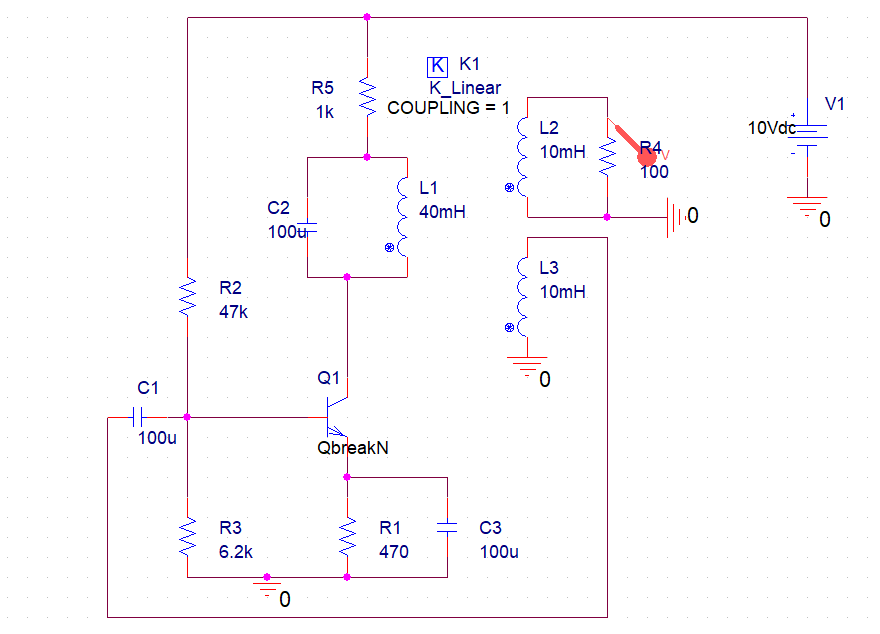 K K1
K_Linear
COUPLING = 1
R5
1k
L2
10mH
R4
100
V
V1
10Vdc
+
-
0
0
C2
100u
L1
40mH
L3
10mH
0
R2
47k
Q1
QbreakN
C1
100u
R3
6.2k
R1
470
C3
100u
0